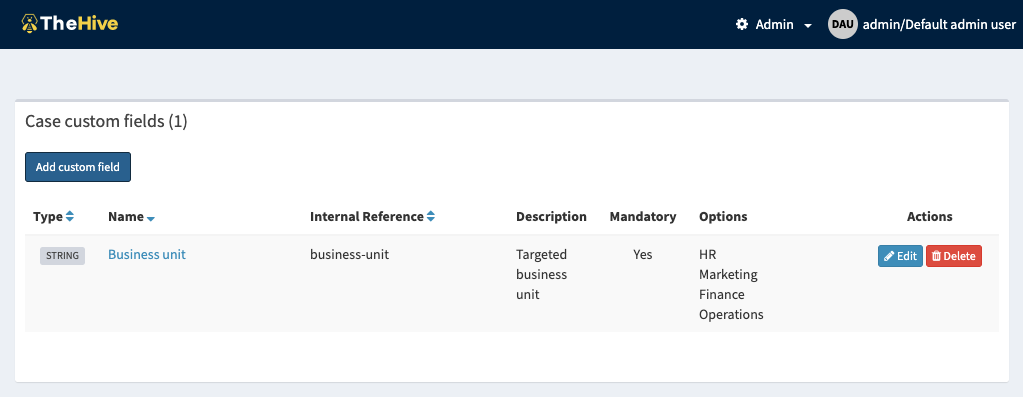 TheHive
Admin
DAU
admin/Default admin user
Case custom fields (1)
Add custom field
Type Name Internal Reference Description Mandatory Options Actions
STRING Business unit business-unit Targeted Yes HR Edit Delete
business Marketing
unit Finance
Operations